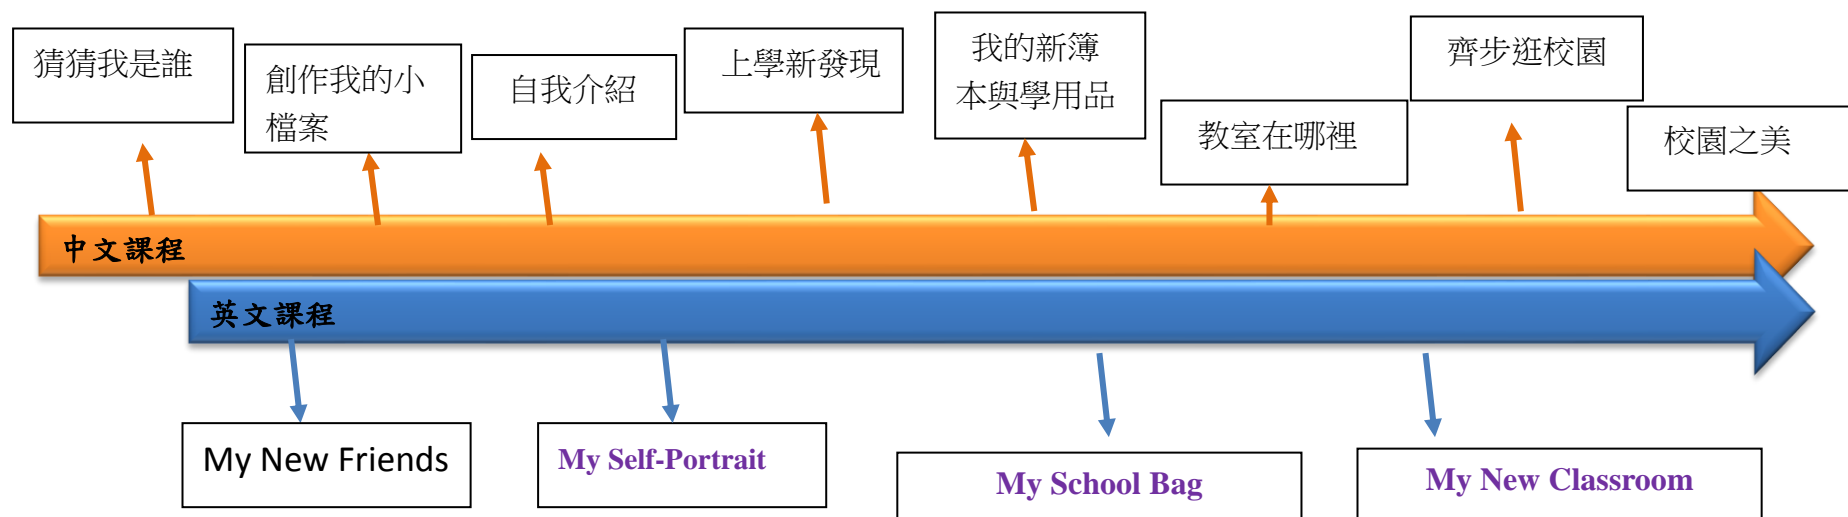 猜猜我是誰
創作我的小
檔案
自我介紹
上學新發現
我的新簿
本與學用品
教室在哪裡
齊步逛校園
校園之美
中文課程
英文課程
My New Friends
My Self-Portrait
My School Bag
My New Classroom